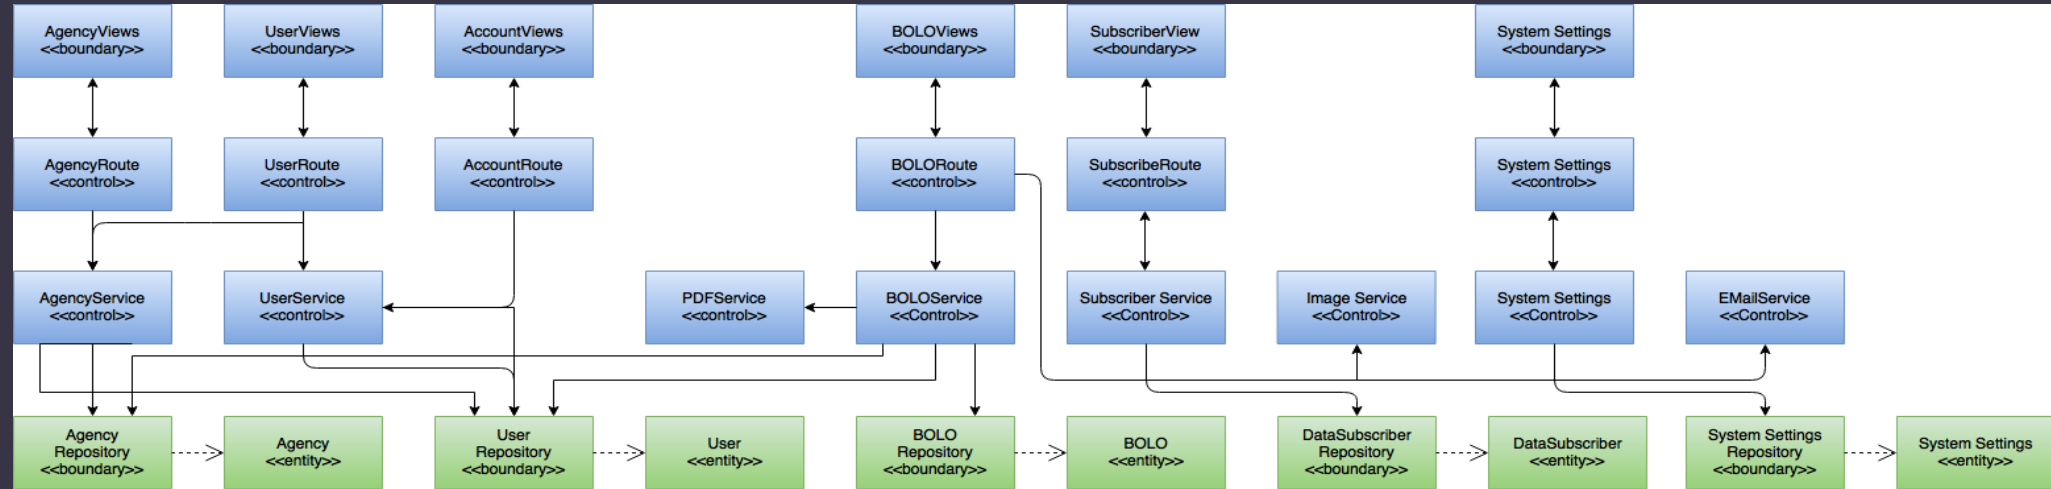 AgencyViews
<<boundary>>
UserViews
<<boundary>>
AccountViews
<<boundary>>
BOLOViews
<<boundary>>
SubscriberView
<<boundary>>
System Settings
<<boundary>>
AgencyRoute
<<control>>
UserRoute
<<control>>
AccountRoute
<<control>>
BOLORoute
<<control>>
SubscribeRoute
<<control>>
System Settings
<<control>>
AgencyService
<<control>>
UserService
<<control>>
PDFService
<<control>>
BOLOService
<<Control>>
Subscriber Service
<<Control>>
Image Service
<<Control>>
System Settings
<<Control>>
EMailService
<<Control>>
Agency
Repository
<<boundary>>
Agency
<<entity>>
User
Repository
<<boundary>>
User
<<entity>>
BOLO
Repository
<<boundary>>
BOLO
<<entity>>
DataSubscriber
Repository
<<boundary>>
DataSubscriber
<<entity>>
System Settings
Repository
<<boundary>>
System Settings
<<entity>>